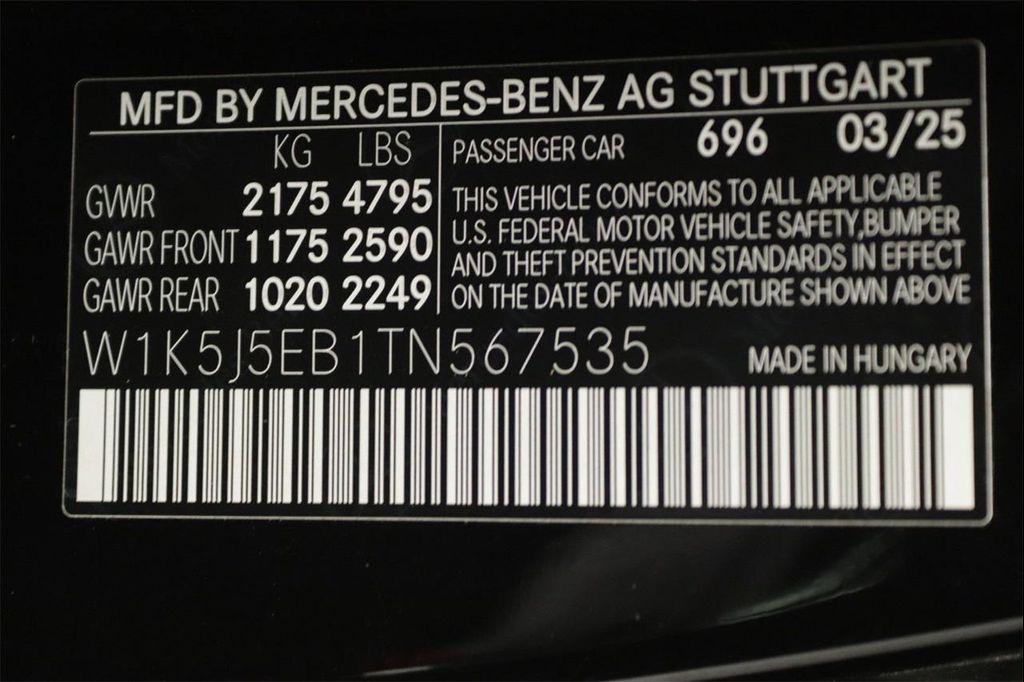 MFD BY MERCEDES-BENZ AG STUTTGART
KG LBS
GVWR 2175 4795
GAWR FRONT 1175 2590
GAWR REAR 1020 2249
PASSENGER CAR 696 03/25
THIS VEHICLE CONFORMS TO ALL APPLICABLE
U.S. FEDERAL MOTOR VEHICLE SAFETY,BUMPER
AND THEFT PREVENTION STANDARDS IN EFFECT
ON THE DATE OF MANUFACTURE SHOWN ABOVE
W1K5J5EB1TN567535
MADE IN HUNGARY